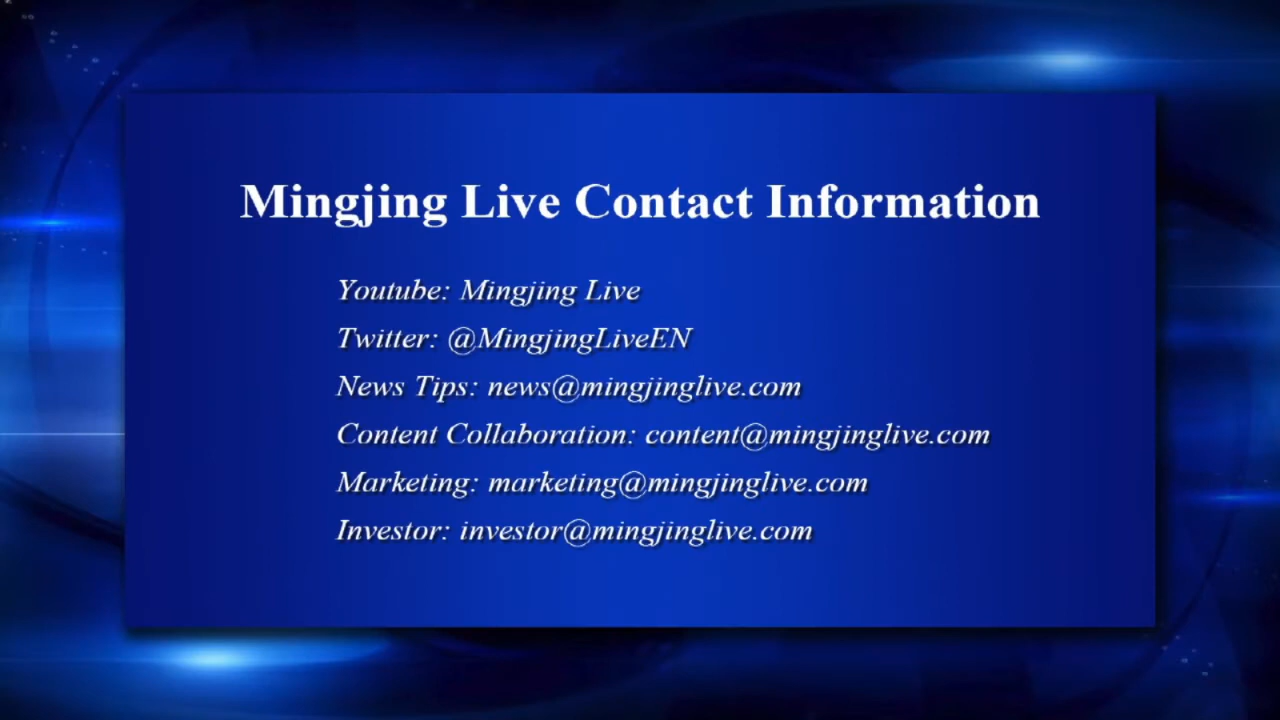 Mingjing Live Contact Information
Youtube: Mingjing Live
Twitter: @MingjingLiveEN
News Tips: news@mingjinglive.com
Content Collaboration: content@mingjinglive.com
Marketing: marketing@mingjinglive.com
Investor: investor@mingjinglive.com